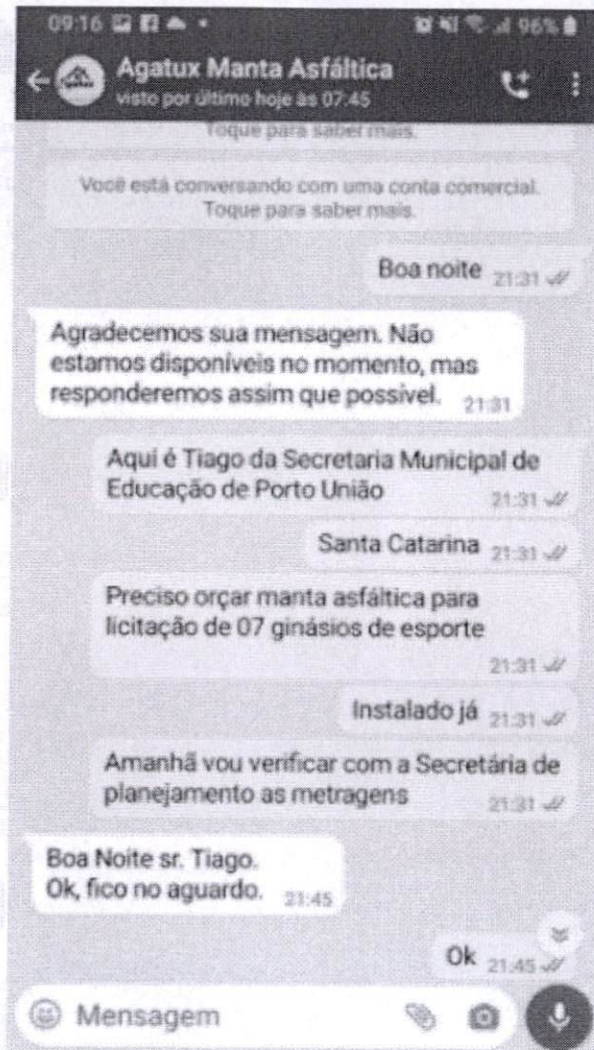 09:16 96%
Agatux Manta Asfáltica
visto por último hoje às 07:45
Toque para saber mais.
Você está conversando com uma conta comercial.
Toque para saber mais.
Boa noite 21:31
Agradecemos sua mensagem. Não
estamos disponíveis no momento, mas
responderemos assim que possível. 21:31
Aqui é Tiago da Secretaria Municipal de
Educação de Porto União 21:31
Santa Catarina 21:31
Preciso orçar manta asfáltica para
licitação de 07 ginásios de esporte
21:31
Instalado já 21:31
Amanhã vou verificar com a Secretária de
planejamento as metragens 21:31
Boa Noite sr. Tiago.
Ok, fico no aguardo. 21:45
Ok 21:45
Mensagem